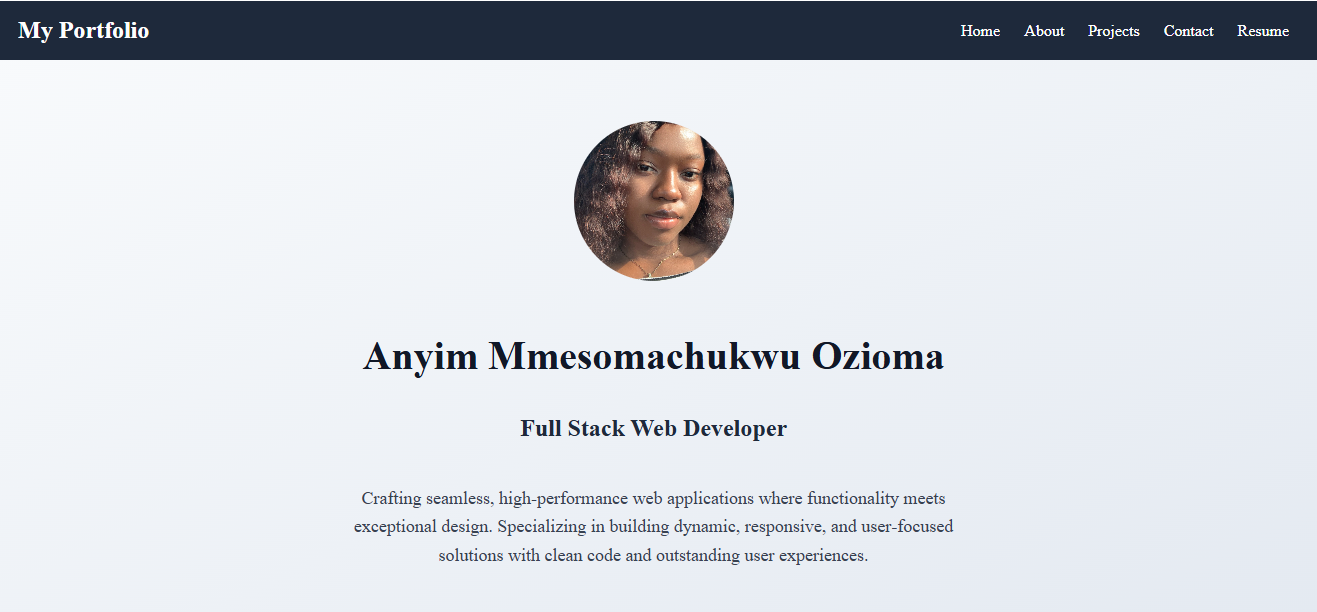 My Portfolio
Home About Projects Contact Resume
Anyim Mmesomachukwu Ozioma
Full Stack Web Developer
Crafting seamless, high-performance web applications where functionality meets
exceptional design. Specializing in building dynamic, responsive, and user-focused
solutions with clean code and outstanding user experiences.